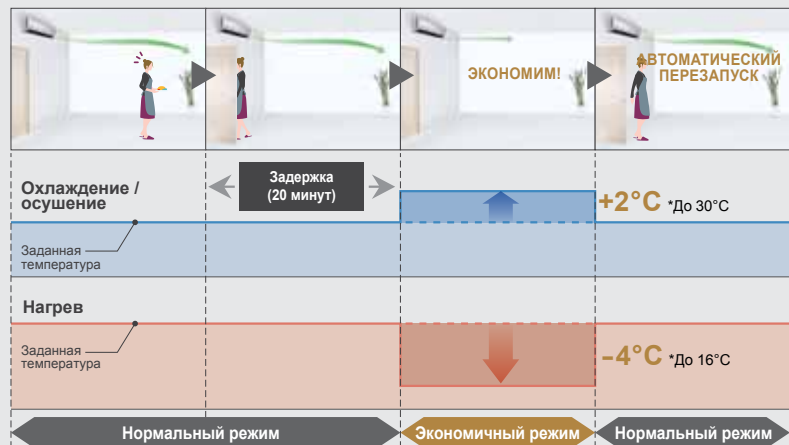 ЭКОНОМИМ!
АВТОМАТИЧЕСКИЙ
ПЕРЕЗАПУСК
Охлаждение /
осушение
Задержка
(20 минут)
+2°C *До 30°C
Заданная
температура
Нагрев
Заданная
температура
-4°C *До 16°C
Нормальный режим
Экономичный режим
Нормальный режим